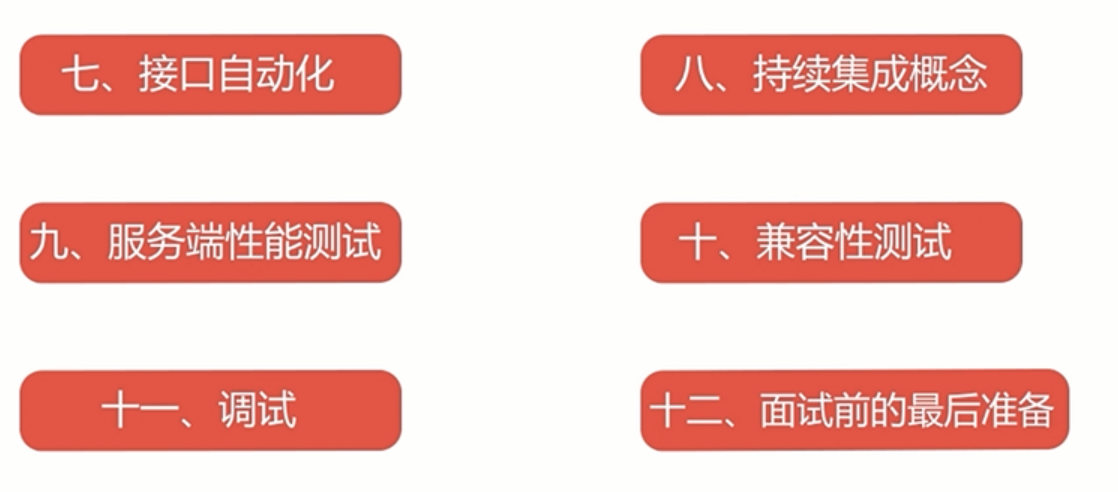 七、接口自动化
八、持续集成概念
九、服务端性能测试
十、兼容性测试
十一、调试
十二、面试前的最后准备